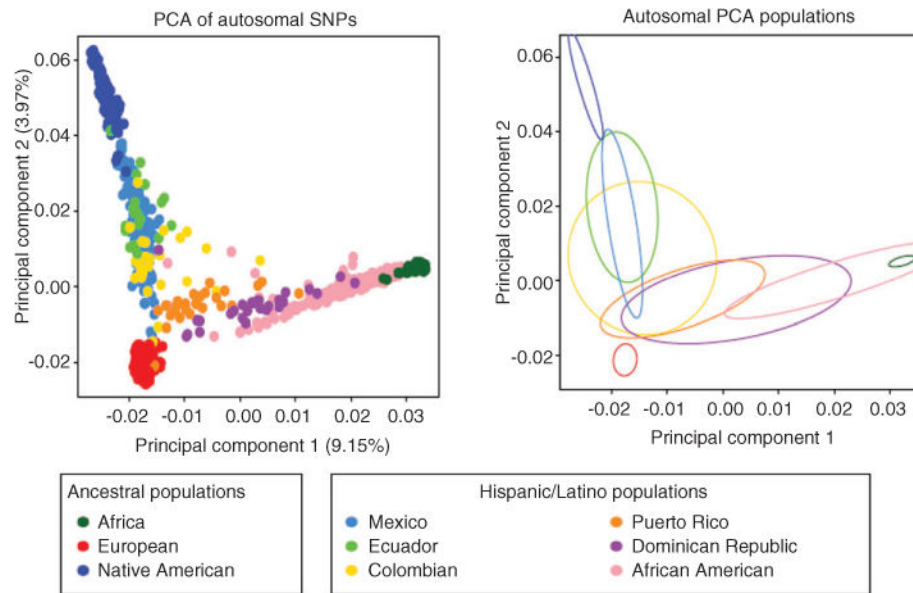 PCA of autosomal SNPs
Principal component 2 (3.97%)
0.06
0.04
0.02
0.00
-0.02
-0.02 -0.01 0.00 0.01 0.02 0.03
Principal component 1 (9.15%)
Autosomal PCA populations
Principal component 2
0.06
0.04
0.02
0.00
-0.02
-0.02 -0.01 0.00 0.01 0.02 0.03
Principal component 1
Ancestral populations
Africa
European
Native American
Hispanic/Latino populations
Mexico
Ecuador
Colombian
Puerto Rico
Dominican Republic
African American